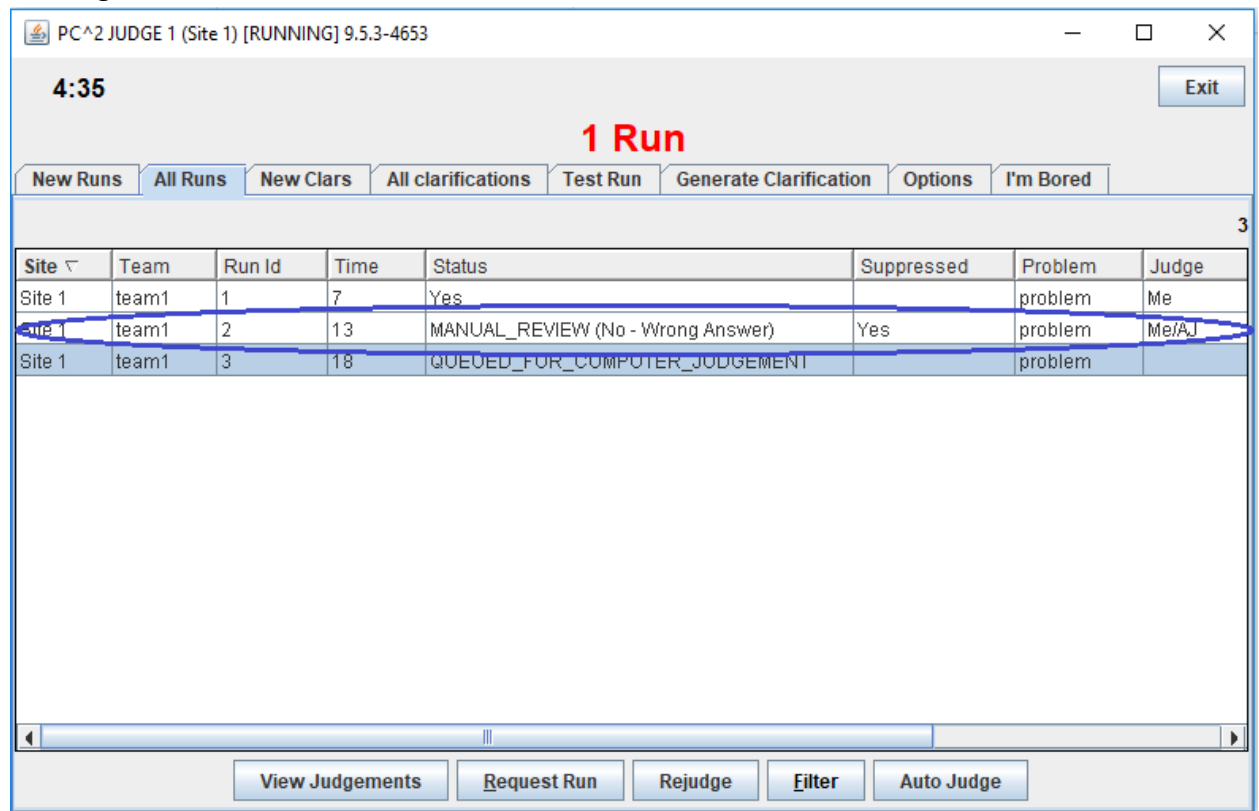 PC^2 JUDGE 1 (Site 1) [RUNNING] 9.5.3-4653
4:35 Exit
1 Run
New Runs All Runs New Clars All clarifications Test Run Generate Clarification Options I'm Bored
3
Site Team Run Id Time Status Suppressed Problem Judge
Site 1 team1 1 7 Yes problem Me
Site 1 team1 2 13 MANUAL_REVIEW (No - Wrong Answer) Yes problem Me/AJ
Site 1 team1 3 18 QUEUED_FOR_COMPUTER_JUDGEMENT problem
View Judgements Request Run Rejudge Filter Auto Judge